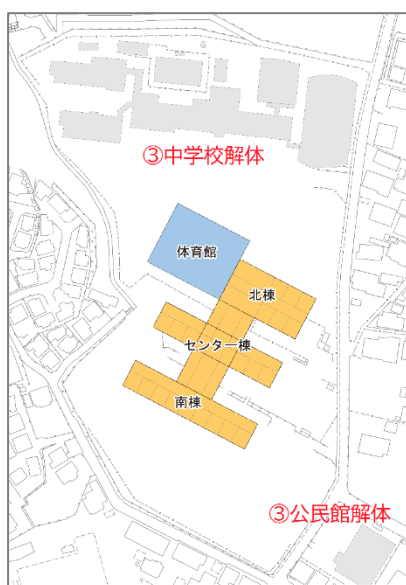 ③中学校解体
体育館
北棟
センター棟
南棟
③公民館解体